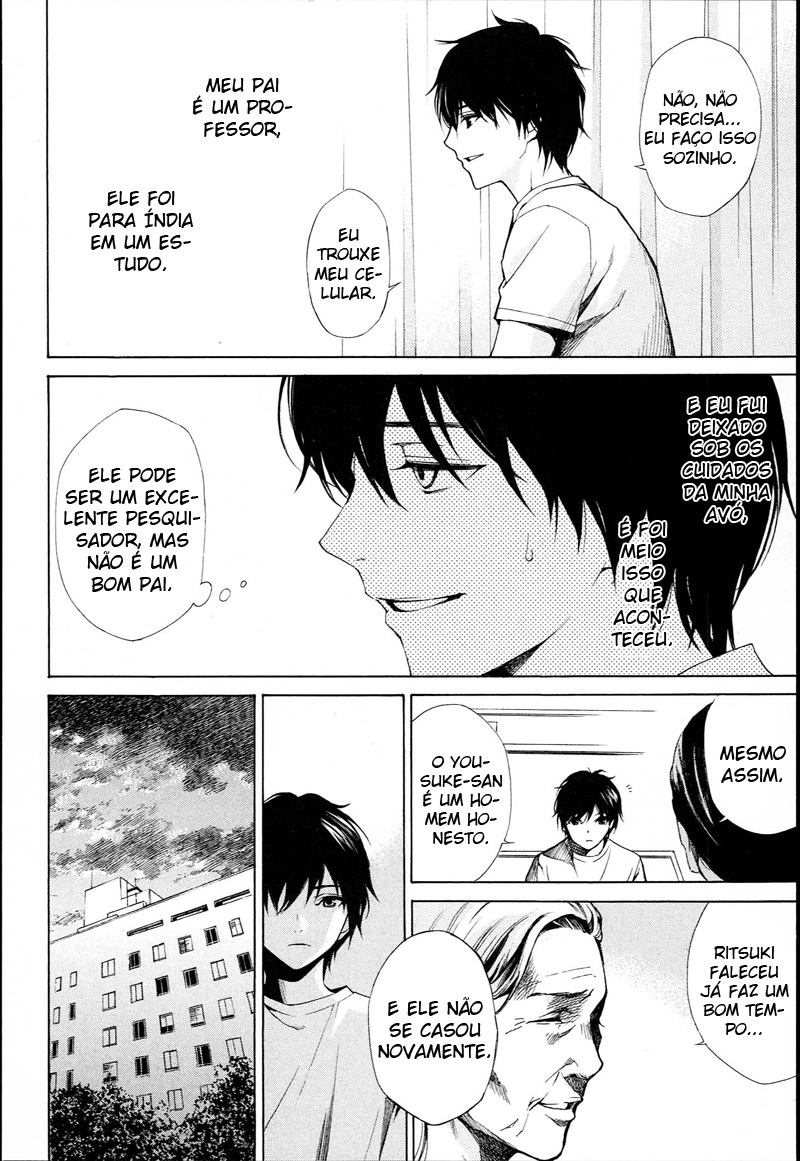 NÃO, NÃO
PRECISA...
EU FAÇO ISSO
SOZINHO.
EU
TROUXE
MEU CE-
LULAR.
MEU PAI
É UM PRO-
FESSOR,
ELE FOI
PARA ÍNDIA
EM UM ES-
TUDO.
E EU FUI
DEIXADO
SOB OS
CUIDADOS
DA MINHA
AVÓ,
É FOI
MEIO
ISSO
QUE
ACON-
TECEU.
ELE PODE
SER UM EXCE-
LENTE PESQUI-
SADOR, MAS
NÃO É UM
BOM PAI.
MESMO
ASSIM.
O YOU-
SUKE-SAN
É UM HO-
MEM HO-
NESTO.
RITSUKI
FALECEU
JÁ FAZ UM
BOM TEM-
PO...
E ELE NÃO
SE CASOU
NOVAMENTE.